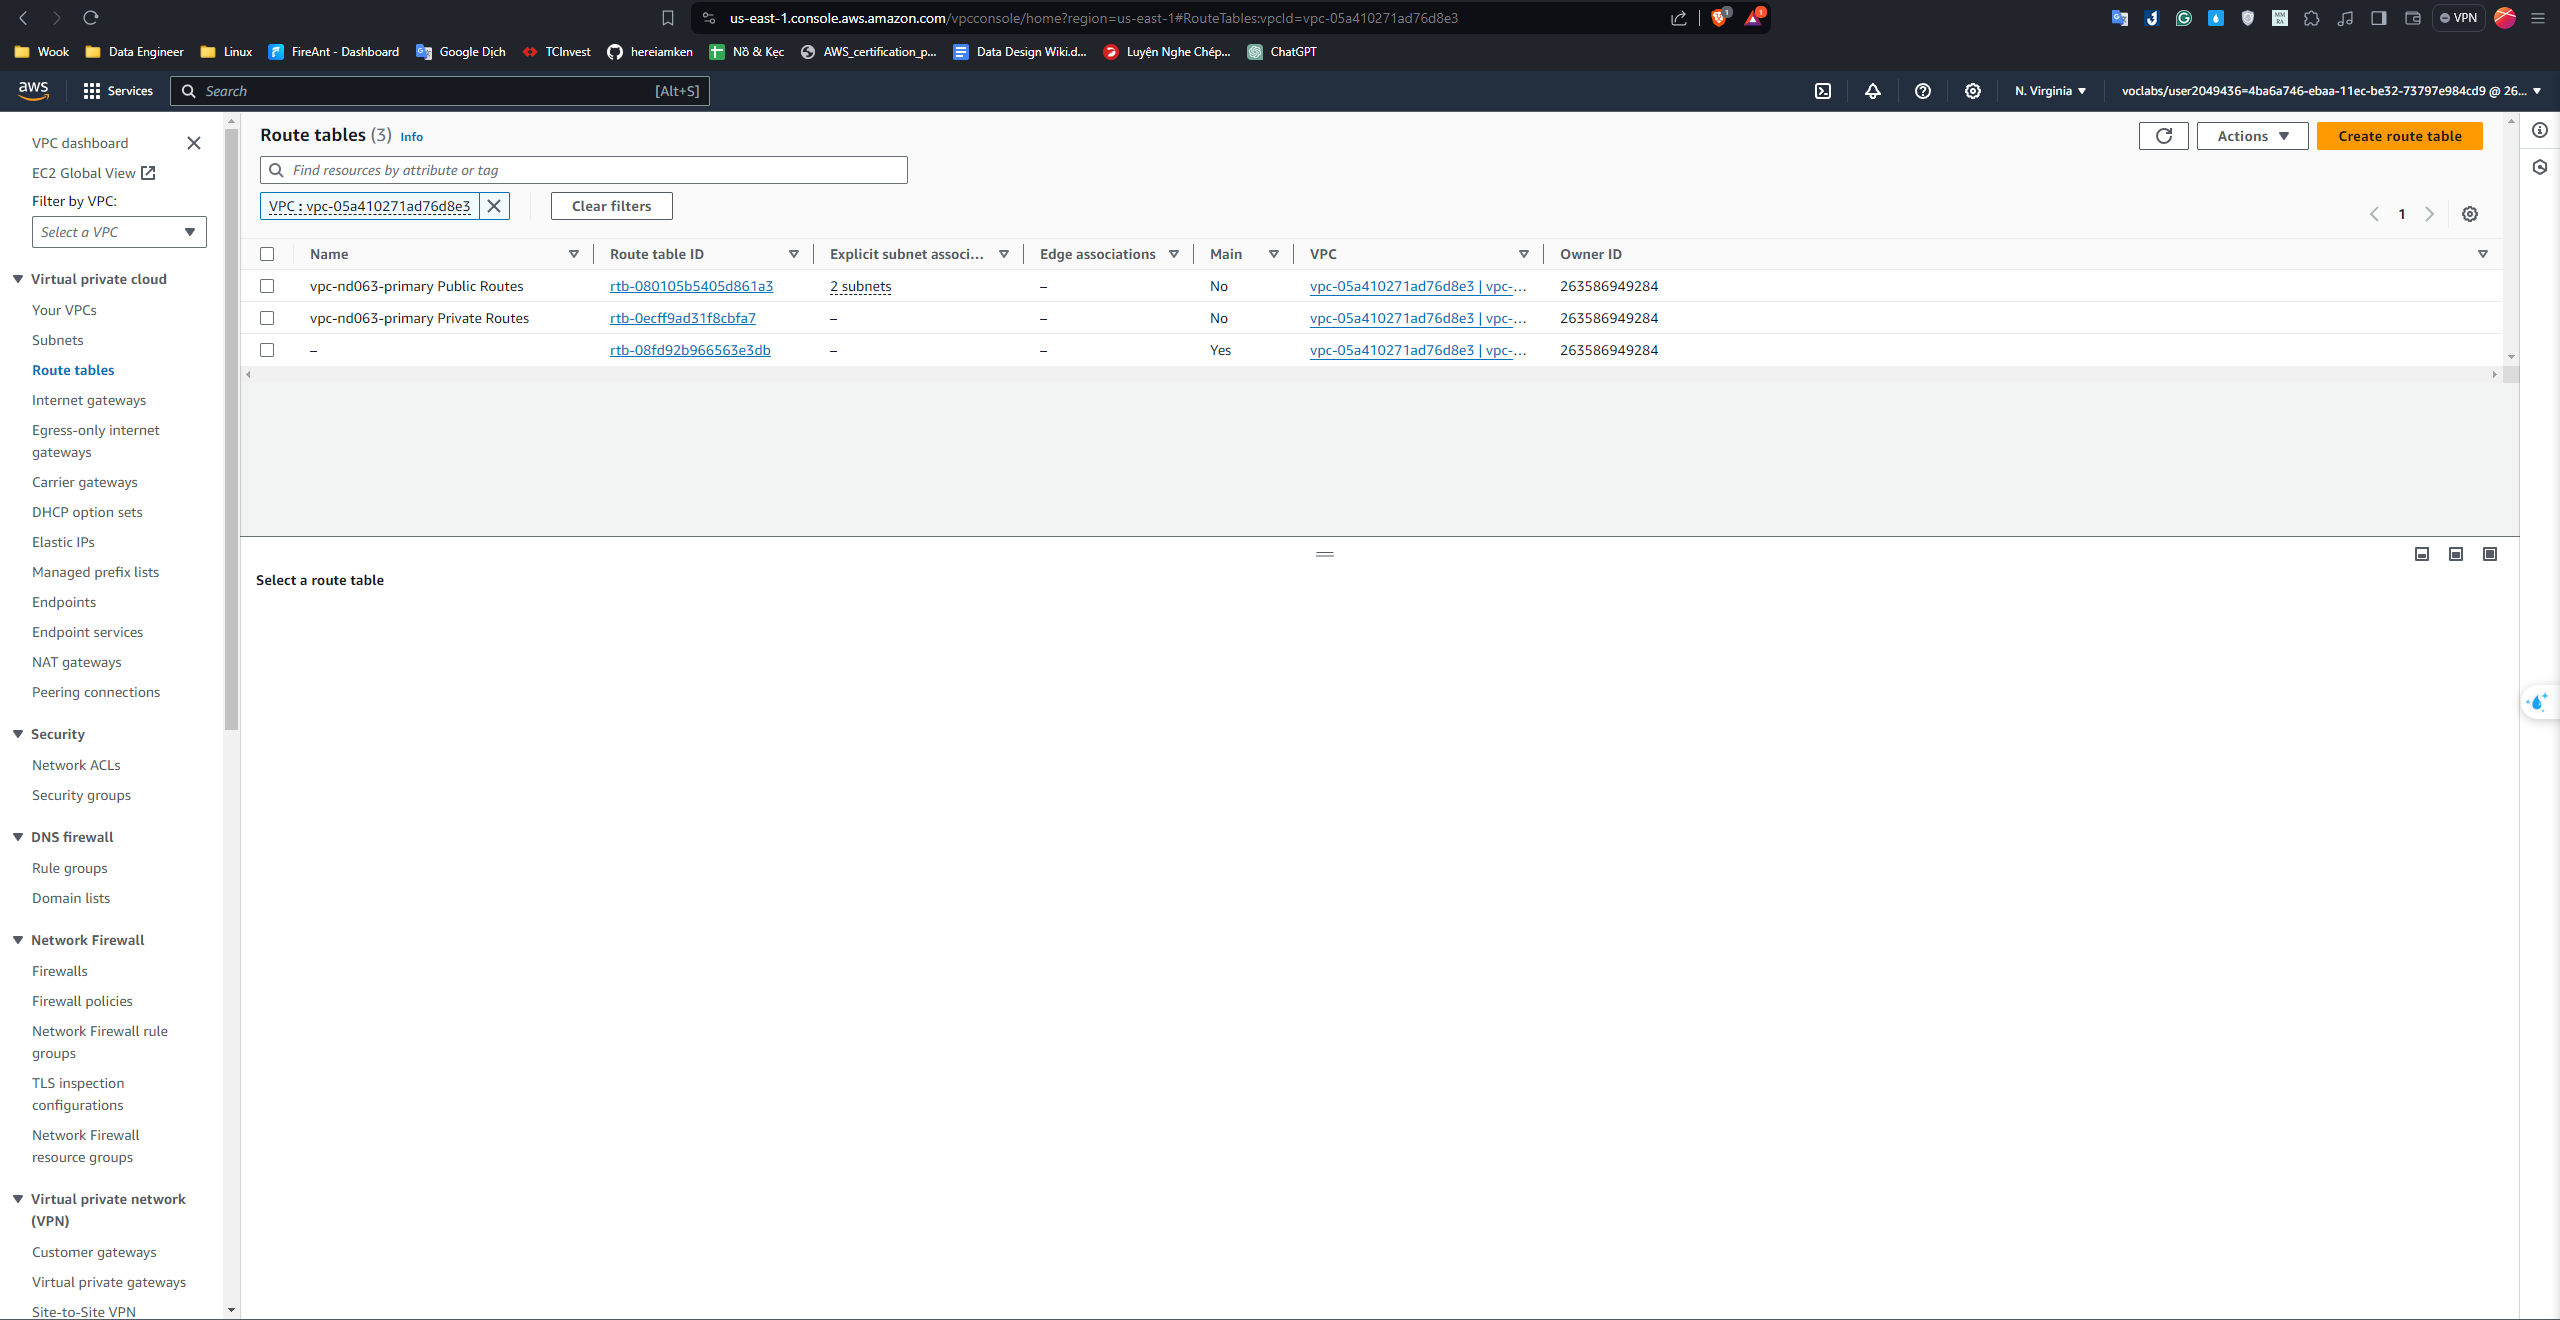 us-east-1.console.aws.amazon.com/vpcconsole/home?region=us-east-1#RouteTables:vpcId=vpc-05a410271ad76d8e3
1
1
VPN
Wook
Data Engineer
Linux
FireAnt - Dashboard
Google Dịch
TCInvest
hereiamken
Nồ & Kẹc
AWS_certification_p...
Data Design Wiki.d...
Luyện Nghe Chép...
ChatGPT
aws
Services
Search
[Alt+S]
N. Virginia
voclabs/user2049436=4ba6a746-ebaa-11ec-be32-73797e984cd9 @ 26...
VPC dashboard
EC2 Global View
Filter by VPC:
Select a VPC
Virtual private cloud
Your VPCs
Subnets
Route tables
Internet gateways
Egress-only internet
gateways
Carrier gateways
DHCP option sets
Elastic IPs
Managed prefix lists
Endpoints
Endpoint services
NAT gateways
Peering connections
Security
Network ACLs
Security groups
DNS firewall
Rule groups
Domain lists
Network Firewall
Firewalls
Firewall policies
Network Firewall rule
groups
TLS inspection
configurations
Network Firewall
resource groups
Virtual private network
(VPN)
Customer gateways
Virtual private gateways
Site-to-Site VPN
Route tables (3) Info
Actions
Create route table
Find resources by attribute or tag
VPC : vpc-05a410271ad76d8e3
Clear filters
1
Name Route table ID Explicit subnet associ... Edge associations Main VPC Owner ID
vpc-nd063-primary Public Routes rtb-080105b5405d861a3 2 subnets – No vpc-05a410271ad76d8e3 | vpc-... 263586949284
vpc-nd063-primary Private Routes rtb-0ecff9ad31f8cbfa7 – – No vpc-05a410271ad76d8e3 | vpc-... 263586949284
– rtb-08fd92b966563e3db – – Yes vpc-05a410271ad76d8e3 | vpc-... 263586949284
Select a route table